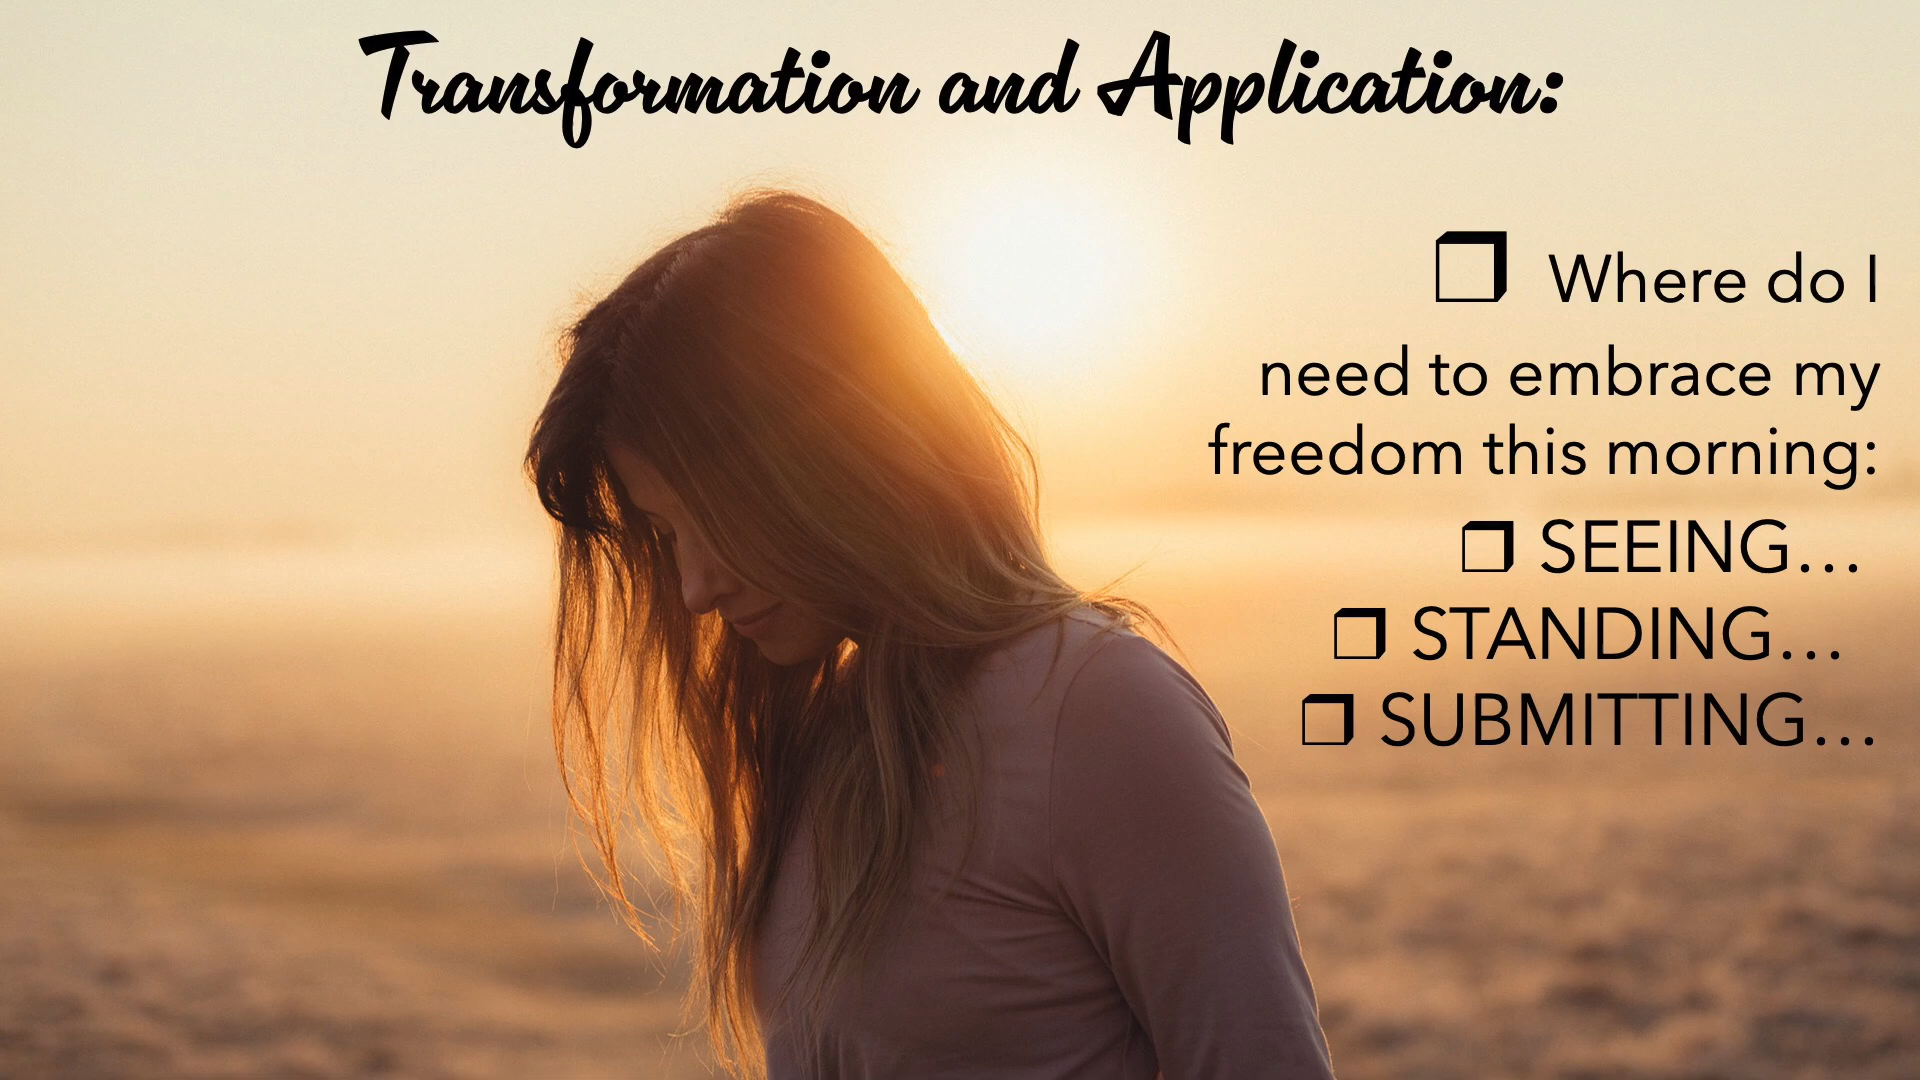 Transformation and Application:
❒ Where do I
need to embrace my
freedom this morning:
❒ SEEING…
❒ STANDING…
❒ SUBMITTING…